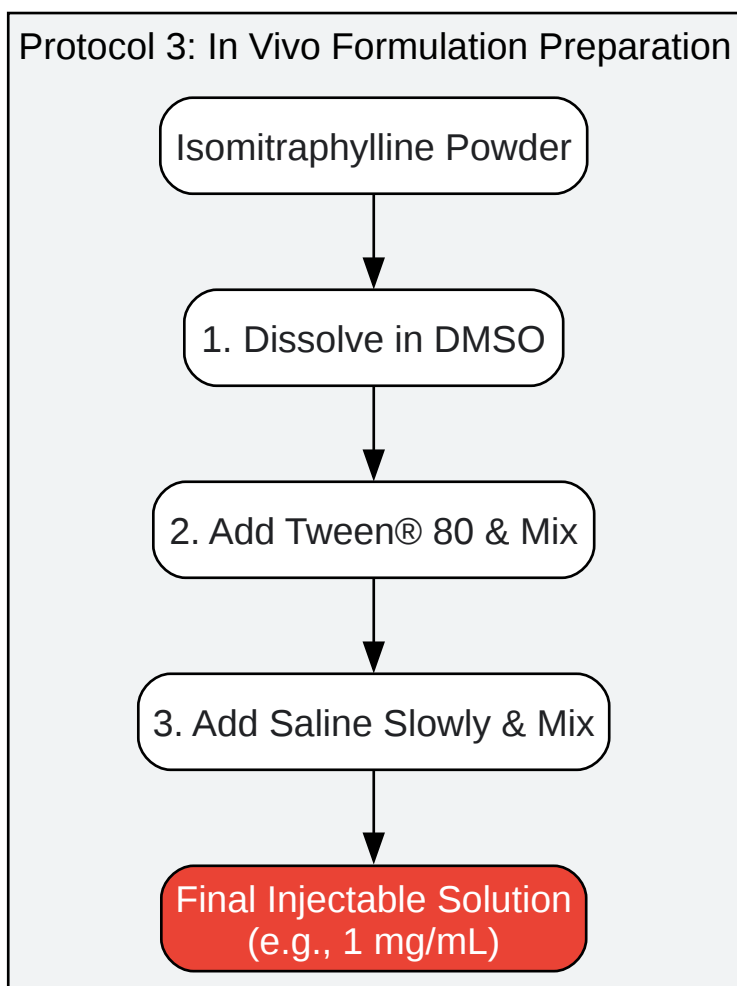 Protocol 3: In Vivo Formulation Preparation
Isomitraphylline Powder
1. Dissolve in DMSO
2. Add Tween® 80 & Mix
3. Add Saline Slowly & Mix
Final Injectable Solution
(e.g., 1 mg/mL)